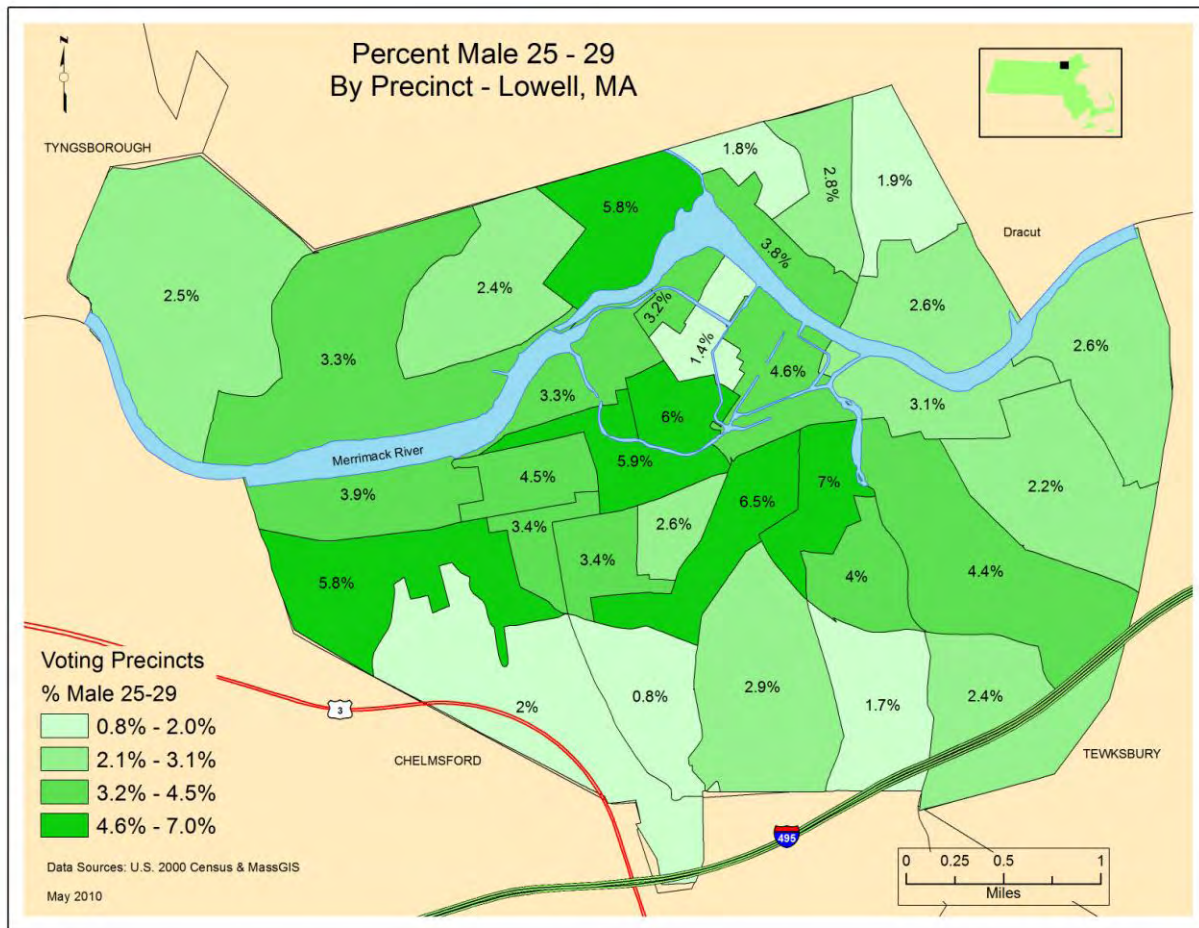 Percent Male 25 - 29
By Precinct - Lowell, MA
z
TYNGSBOROUGH
1.8%
2.8%
1.9%
5.8%
Dracut
3.8%
2.5%
2.4%
3.2%
2.6%
2.6%
3.3%
1.4%
4.6%
3.3%
3.1%
6%
Merrimack River
5.9%
4.5%
6.5%
7%
3.9%
2.2%
3.4%
2.6%
3.4%
5.8%
4%
4.4%
2%
0.8%
2.9%
1.7%
2.4%
3
CHELMSFORD
TEWKSBURY
495
Voting Precincts
% Male 25-29
0.8% - 2.0%
2.1% - 3.1%
3.2% - 4.5%
4.6% - 7.0%
Data Sources: U.S. 2000 Census & MassGIS
May 2010
0 0.25 0.5 1
Miles